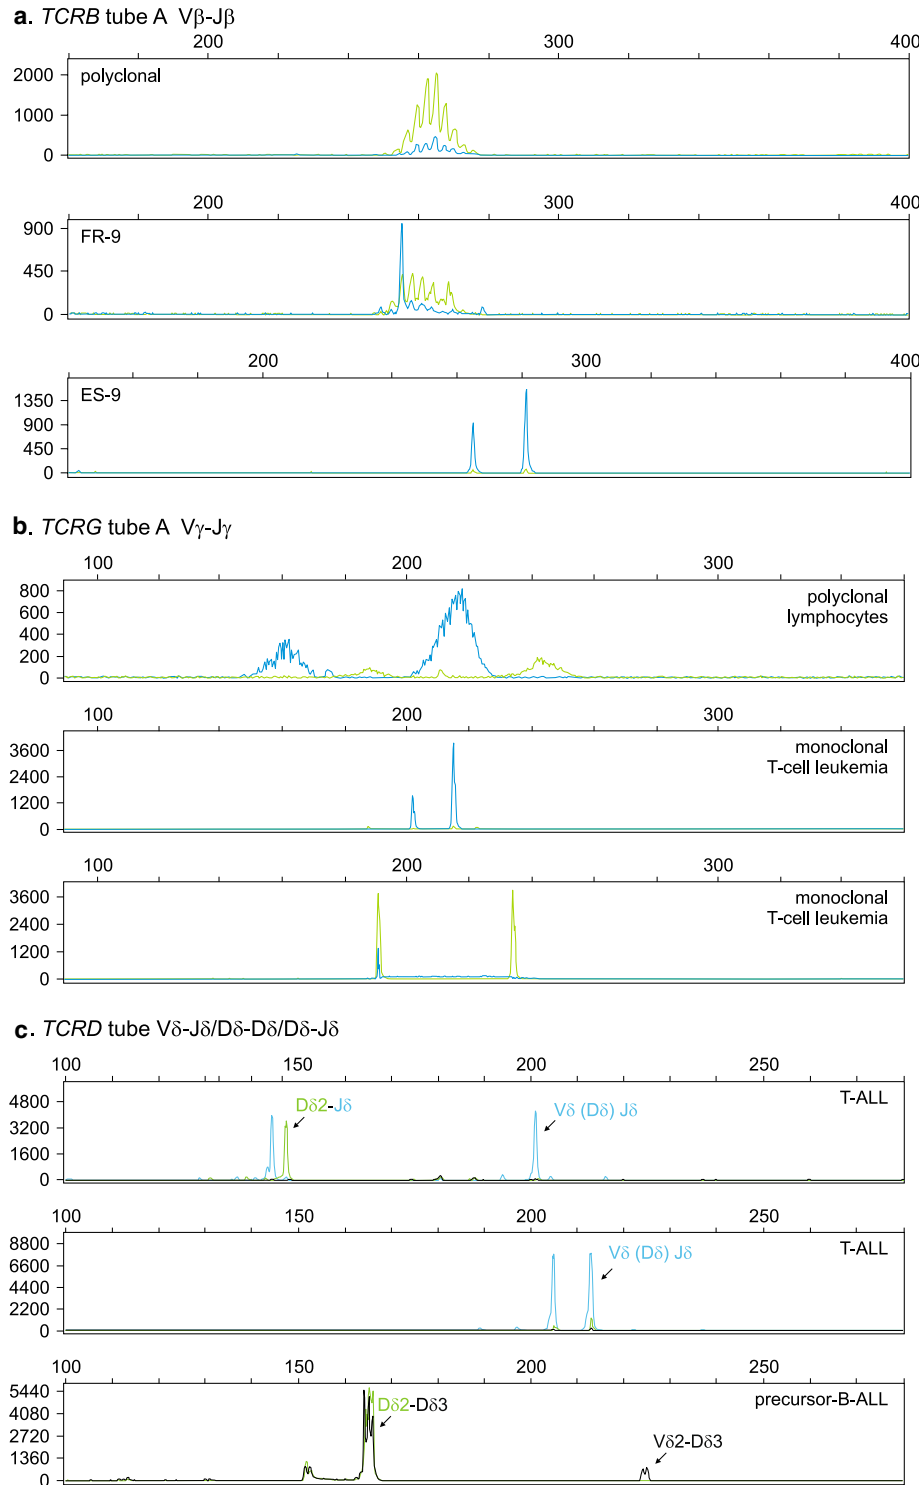 a. TCRB tube A Vβ-Jβ
200 300 400
2000
1000
0
polyclonal
200 300 400
900
450
0
FR-9
200 300 400
1350
900
450
0
ES-9
b. TCRG tube A Vγ-Jγ
100 200 300
800
600
400
200
0
polyclonal
lymphocytes
100 200 300
3600
2400
1200
0
monoclonal
T-cell leukemia
100 200 300
3600
2400
1200
0
monoclonal
T-cell leukemia
c. TCRD tube Vδ-Jδ/Dδ-Dδ/Dδ-Jδ
100 150 200 250
4800
3200
1600
0
Dδ2-Jδ
Vδ (Dδ) Jδ
T-ALL
100 150 200 250
8800
6600
4400
2200
0
Vδ (Dδ) Jδ
T-ALL
100 150 200 250
5440
4080
2720
1360
0
Dδ2-Dδ3
Vδ2-Dδ3
precursor-B-ALL